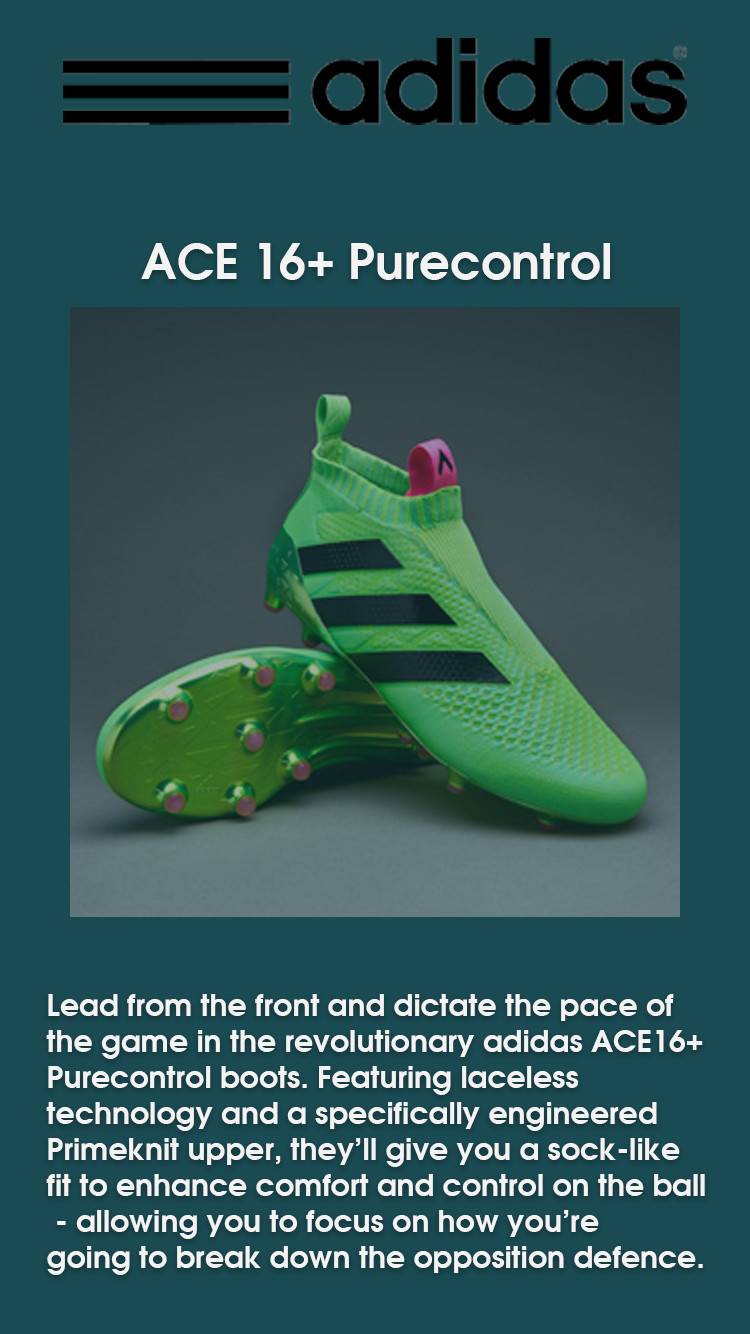 adidas®
ACE 16+ Purecontrol
Lead from the front and dictate the pace of
the game in the revolutionary adidas ACE16+
Purecontrol boots. Featuring laceless
technology and a specifically engineered
Primeknit upper, they’ll give you a sock-like
fit to enhance comfort and control on the ball
- allowing you to focus on how you’re
going to break down the opposition defence.